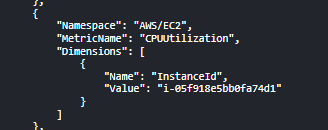 },
{
"Namespace": "AWS/EC2",
"MetricName": "CPUUtilization",
"Dimensions": [
{
"Name": "InstanceId",
"Value": "i-05f918e5bb0fa74d1"
}
]
},